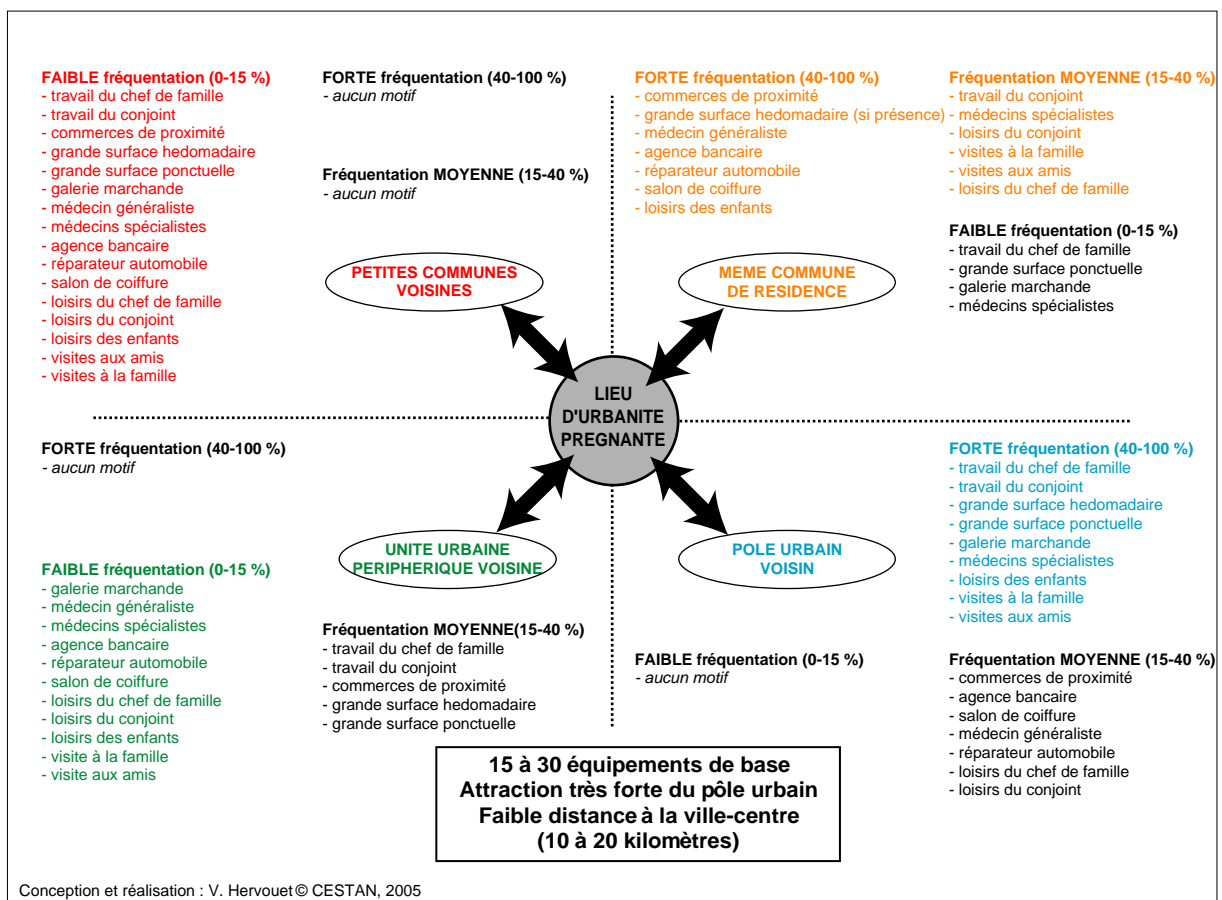 FAIBLE fréquentation (0-15 %)
- travail du chef de famille
- travail du conjoint
- commerces de proximité
- grande surface hedomadaire
- grande surface ponctuelle
- galerie marchande
- médecin généraliste
- médecins spécialistes
- agence bancaire
- réparateur automobile
- salon de coiffure
- loisirs du chef de famille
- loisirs du conjoint
- loisirs des enfants
- visites aux amis
- visites à la famille
FORTE fréquentation (40-100 %)
- aucun motif
Fréquentation MOYENNE (15-40 %)
- aucun motif
PETITES COMMUNES
VOISINES
FORTE fréquentation (40-100 %)
- commerces de proximité
- grande surface hedomadaire (si présence)
- médecin généraliste
- agence bancaire
- réparateur automobile
- salon de coiffure
- loisirs des enfants
Fréquentation MOYENNE (15-40 %)
- travail du conjoint
- médecins spécialistes
- loisirs du conjoint
- visites à la famille
- visites aux amis
- loisirs du chef de famille
FAIBLE fréquentation (0-15 %)
- travail du chef de famille
- grande surface ponctuelle
- galerie marchande
- médecins spécialistes
MEME COMMUNE
DE RESIDENCE
LIEU
D'URBANITE
PREGNANTE
FORTE fréquentation (40-100 %)
- aucun motif
FAIBLE fréquentation (0-15 %)
- galerie marchande
- médecin généraliste
- médecins spécialistes
- agence bancaire
- réparateur automobile
- salon de coiffure
- loisirs du chef de famille
- loisirs du conjoint
- loisirs des enfants
- visite à la famille
- visite aux amis
UNITE URBAINE
PERIPHERIQUE VOISINE
Fréquentation MOYENNE(15-40 %)
- travail du chef de famille
- travail du conjoint
- commerces de proximité
- grande surface hedomadaire
- grande surface ponctuelle
POLE URBAIN
VOISIN
FAIBLE fréquentation (0-15 %)
- aucun motif
FORTE fréquentation (40-100 %)
- travail du chef de famille
- travail du conjoint
- grande surface hedomadaire
- grande surface ponctuelle
- galerie marchande
- médecins spécialistes
- loisirs des enfants
- visites à la famille
- visites aux amis
Fréquentation MOYENNE (15-40 %)
- commerces de proximité
- agence bancaire
- salon de coiffure
- médecin généraliste
- réparateur automobile
- loisirs du chef de famille
- loisirs du conjoint
15 à 30 équipements de base
Attraction très forte du pôle urbain
Faible distance à la ville-centre
(10 à 20 kilomètres)
Conception et réalisation : V. Hervouet © CESTAN, 2005